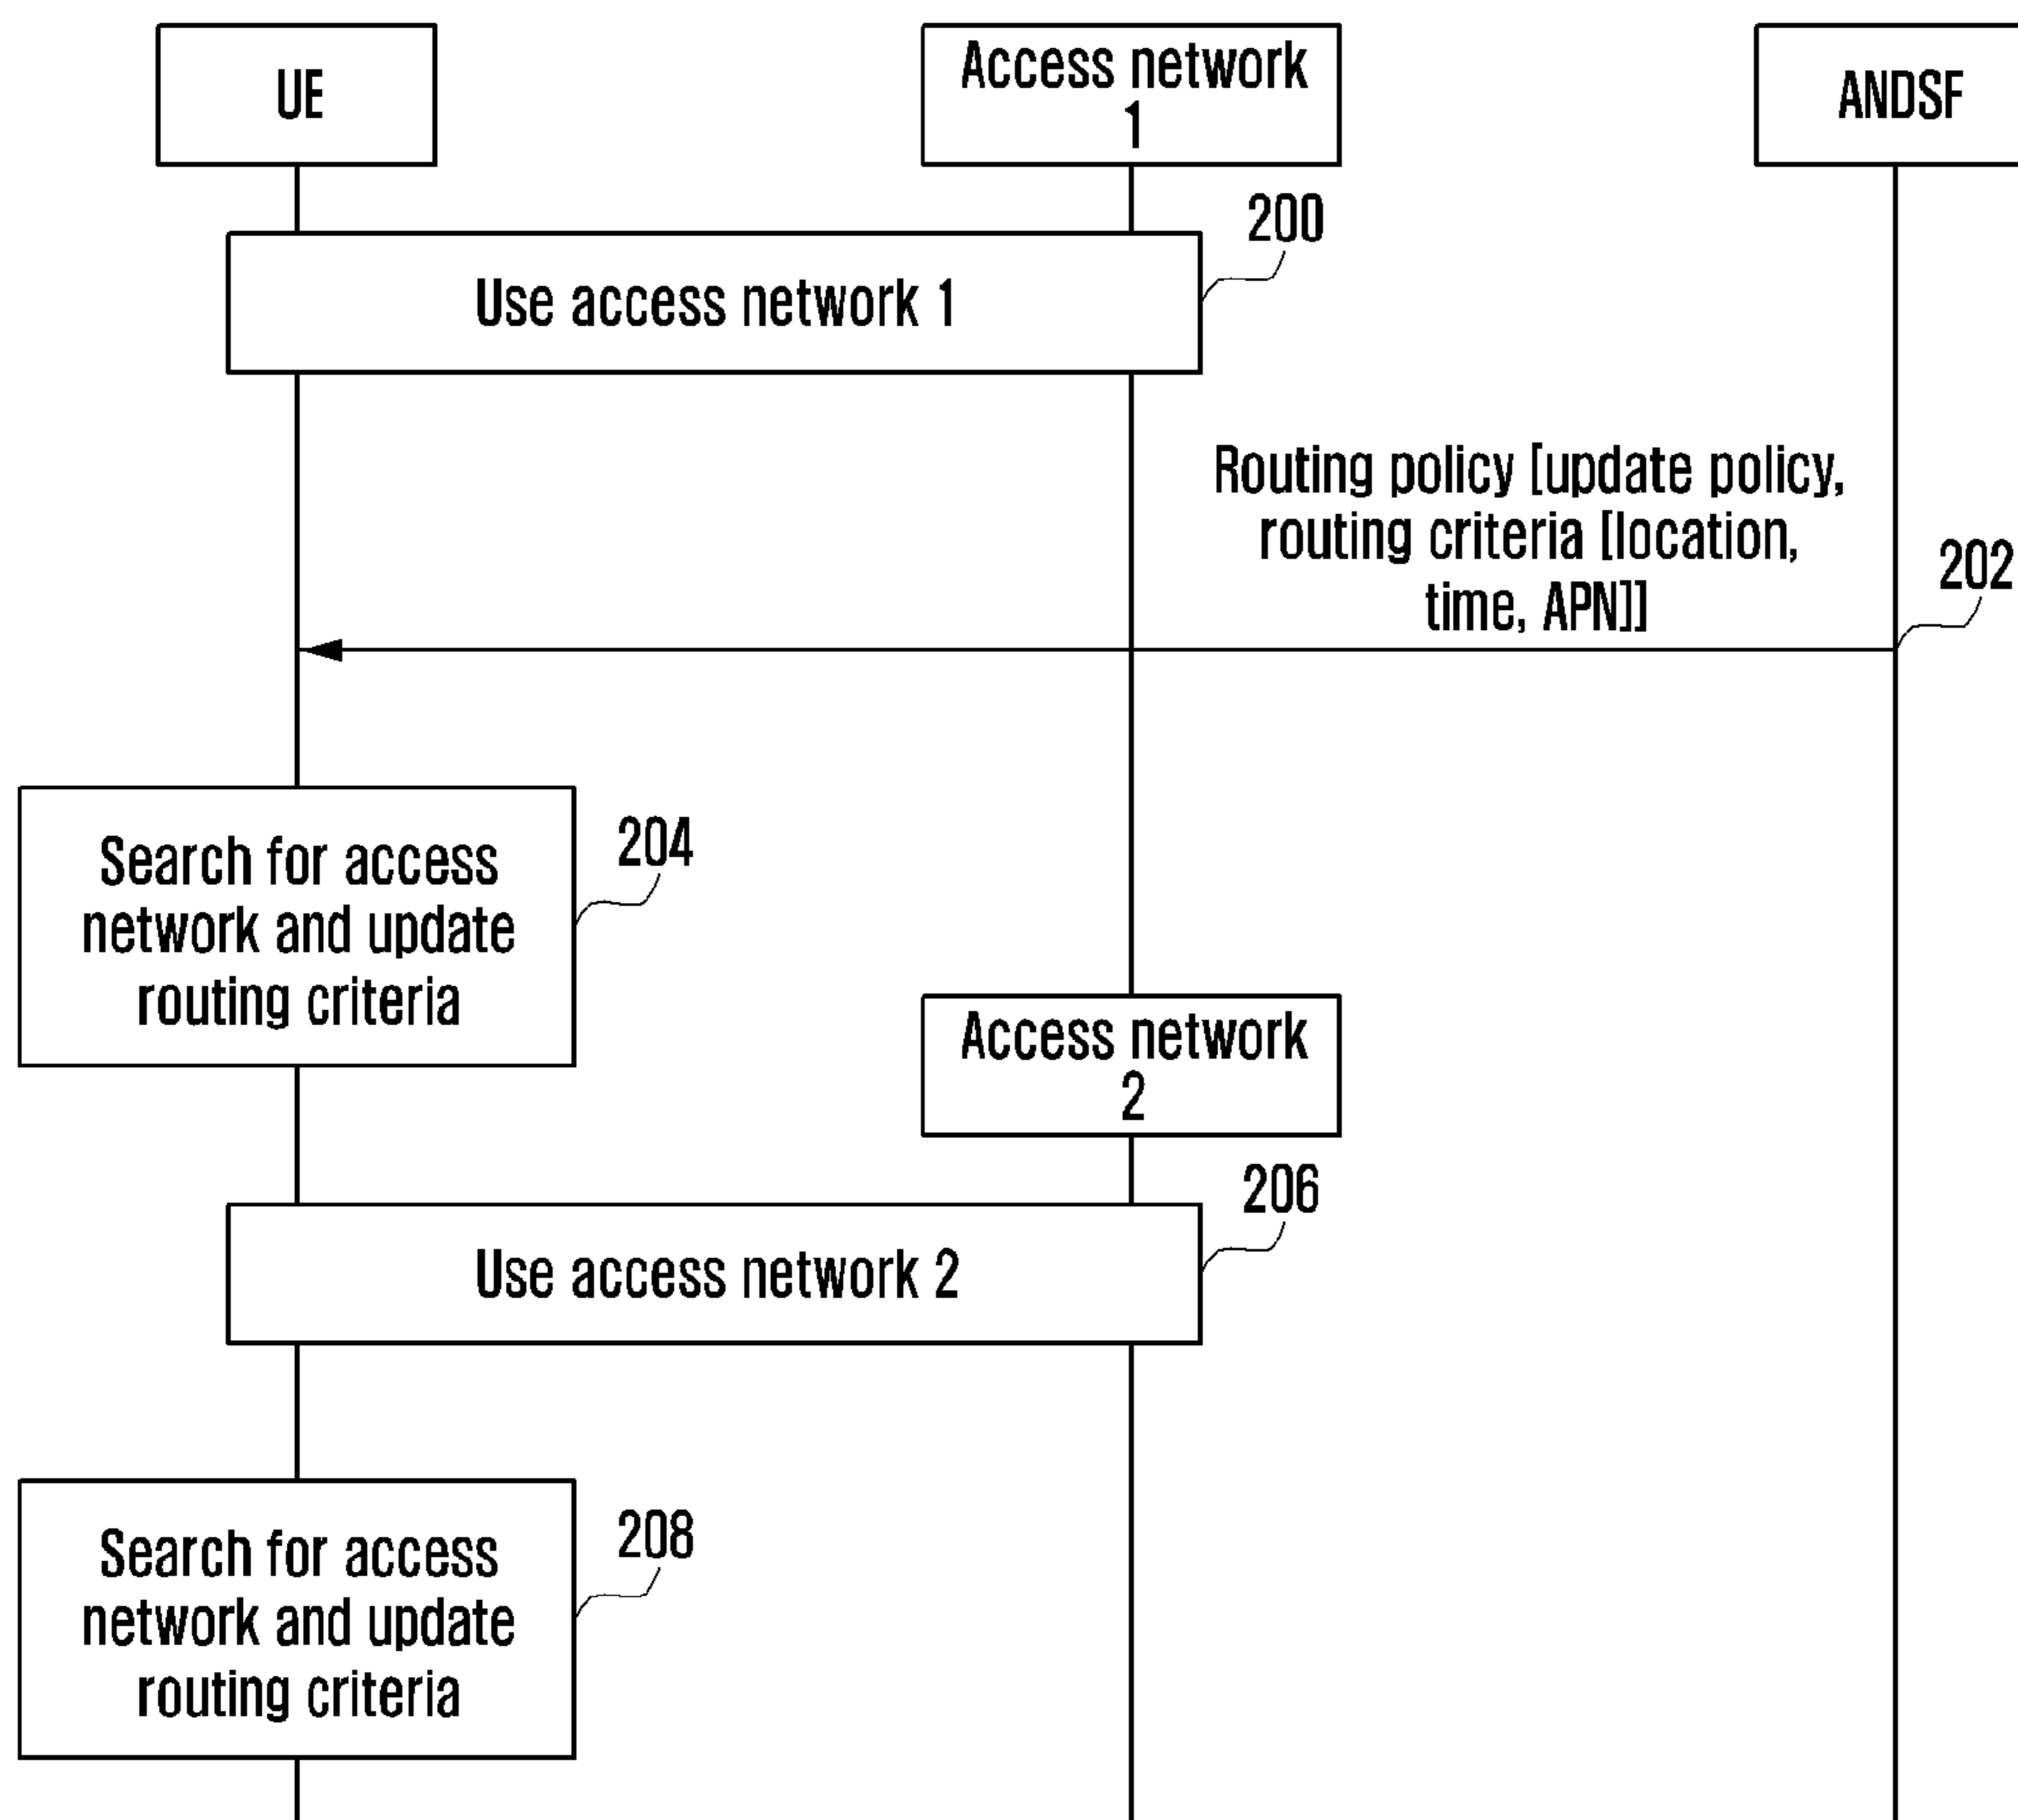 UE
Access network
1
ANDSF
200
Use access network 1
Routing policy [update policy,
routing criteria [location,
time, APN]]
202
Search for access
network and update
routing criteria
204
Access network
2
206
Use access network 2
Search for access
network and update
routing criteria
208